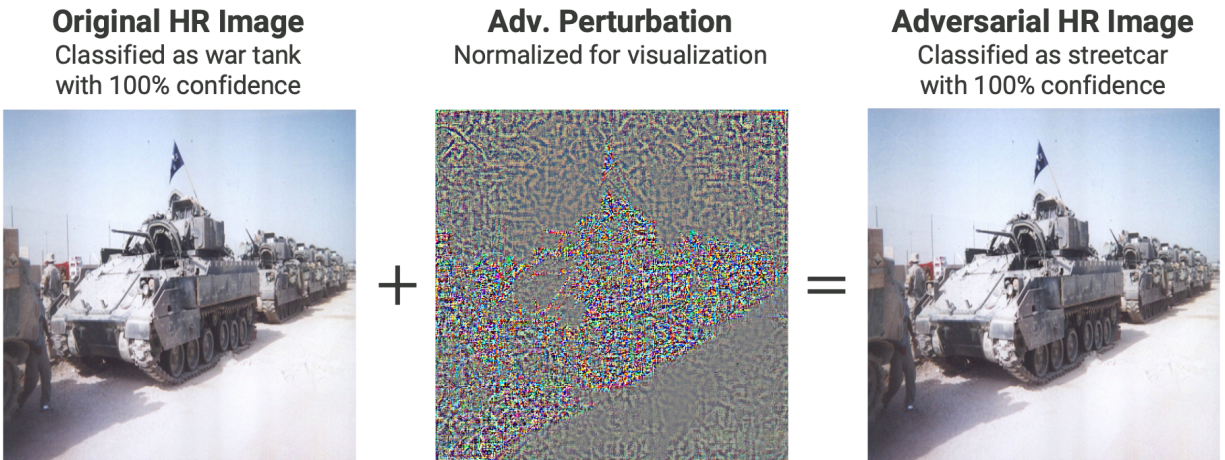 Original HR Image
Classified as war tank
with 100% confidence
Adv. Perturbation
Normalized for visualization
Adversarial HR Image
Classified as streetcar
with 100% confidence
+
=